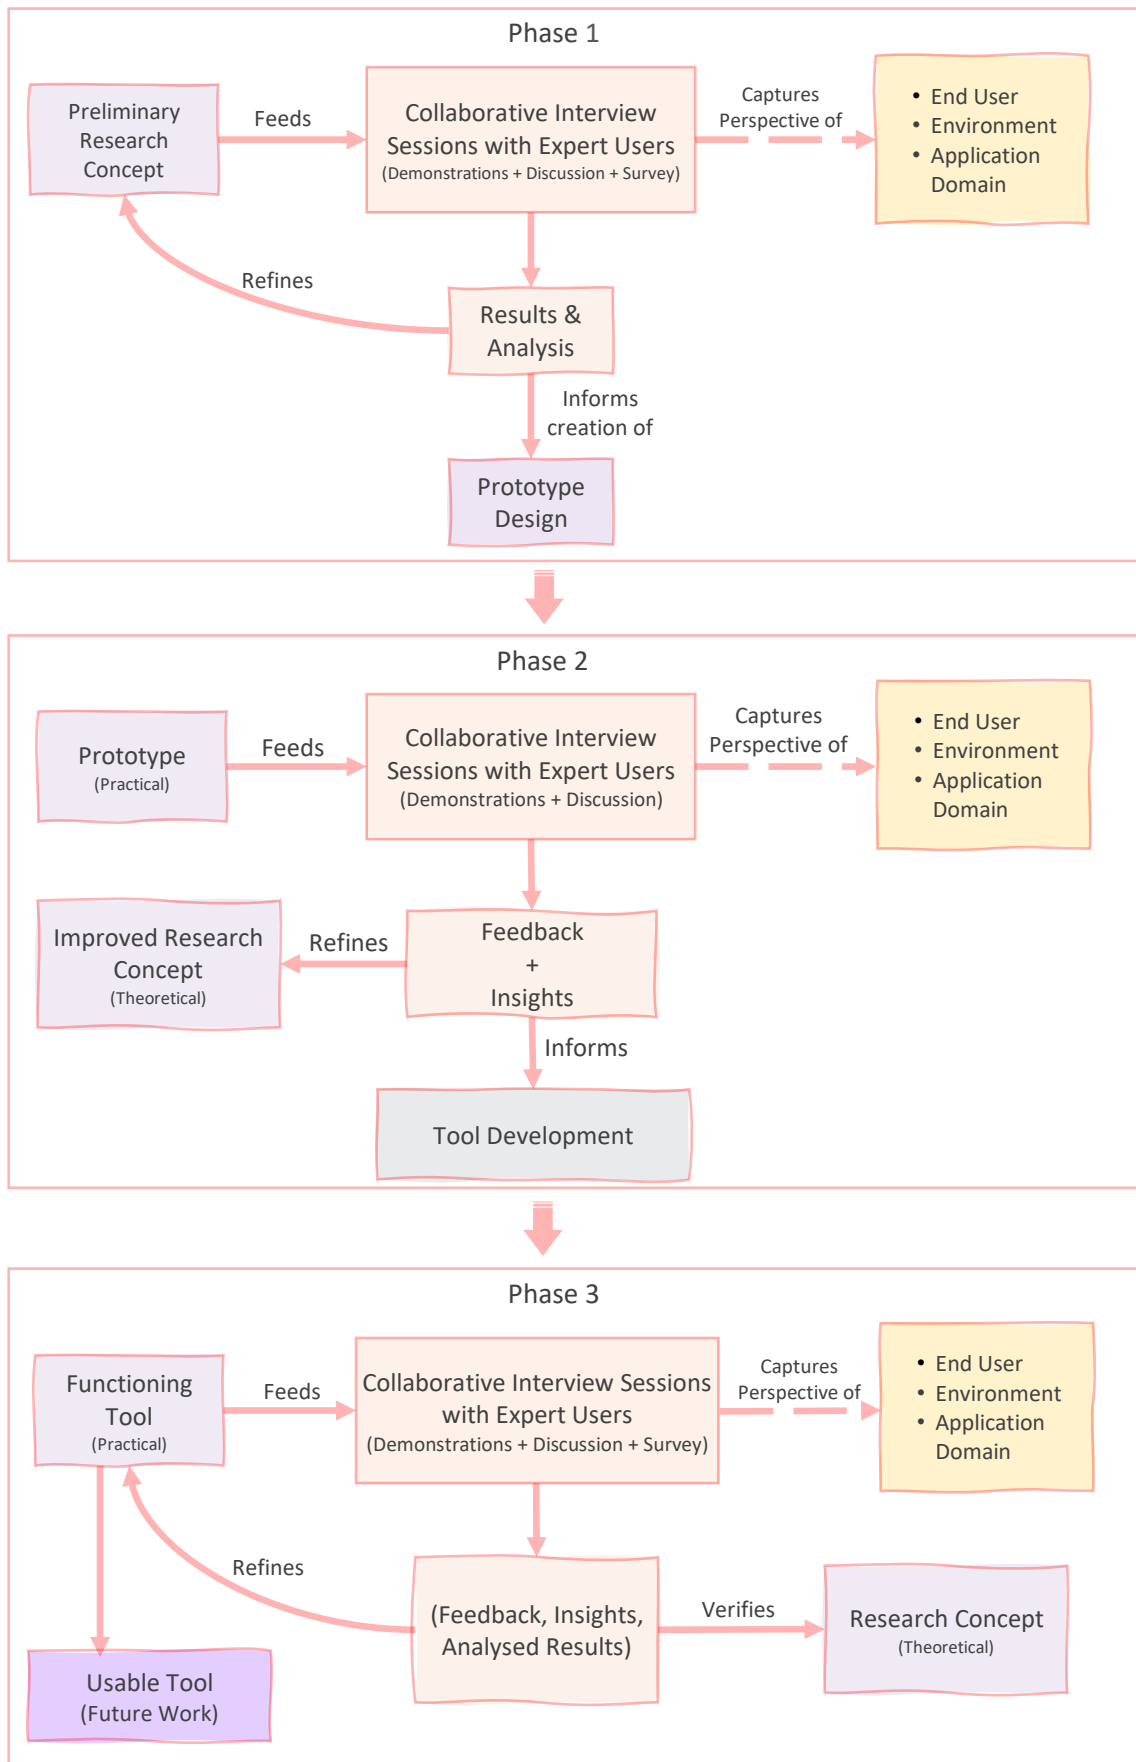 Phase 1
Preliminary
Research
Concept
Feeds
Collaborative Interview
Sessions with Expert Users
(Demonstrations + Discussion + Survey)
Captures
Perspective of
• End User
• Environment
• Application
Domain
Refines
Results &
Analysis
Informs
creation of
Prototype
Design
Phase 2
Prototype
(Practical)
Feeds
Collaborative Interview
Sessions with Expert Users
(Demonstrations + Discussion)
Captures
Perspective of
• End User
• Environment
• Application
Domain
Improved Research
Concept
(Theoretical)
Refines
Feedback
+
Insights
Informs
Tool Development
Phase 3
Functioning
Tool
(Practical)
Feeds
Collaborative Interview Sessions
with Expert Users
(Demonstrations + Discussion + Survey)
Captures
Perspective of
• End User
• Environment
• Application
Domain
Refines
(Feedback, Insights,
Analysed Results)
Verifies
Research Concept
(Theoretical)
Usable Tool
(Future Work)